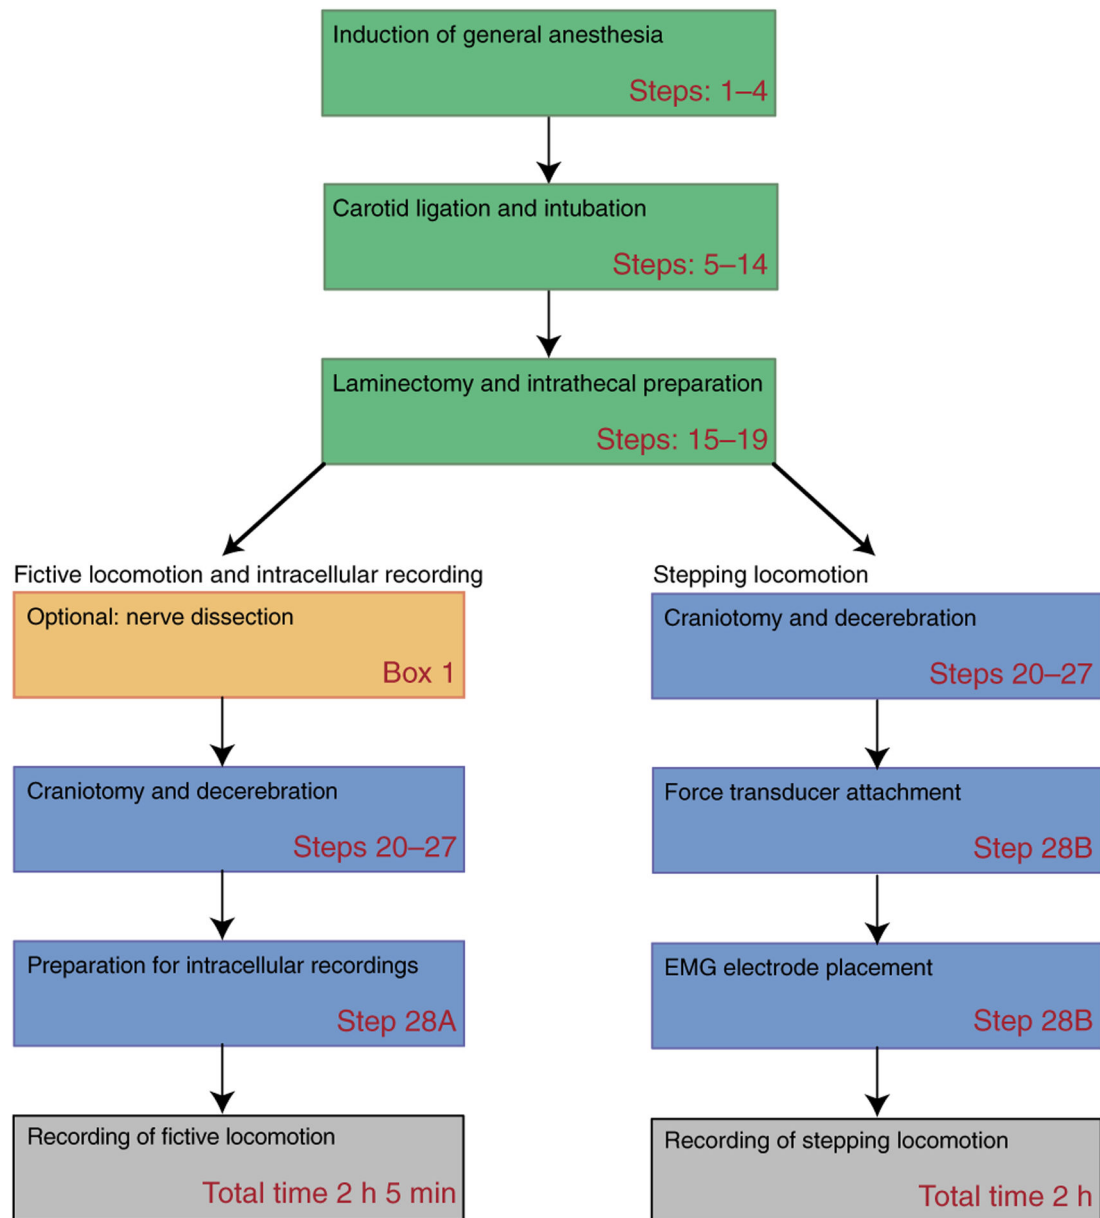 Induction of general anesthesia
Steps: 1–4
Carotid ligation and intubation
Steps: 5–14
Laminectomy and intrathecal preparation
Steps: 15–19
Fictive locomotion and intracellular recording
Optional: nerve dissection
Box 1
Craniotomy and decerebration
Steps 20–27
Preparation for intracellular recordings
Step 28A
Recording of fictive locomotion
Total time 2 h 5 min
Stepping locomotion
Craniotomy and decerebration
Steps 20–27
Force transducer attachment
Step 28B
EMG electrode placement
Step 28B
Recording of stepping locomotion
Total time 2 h